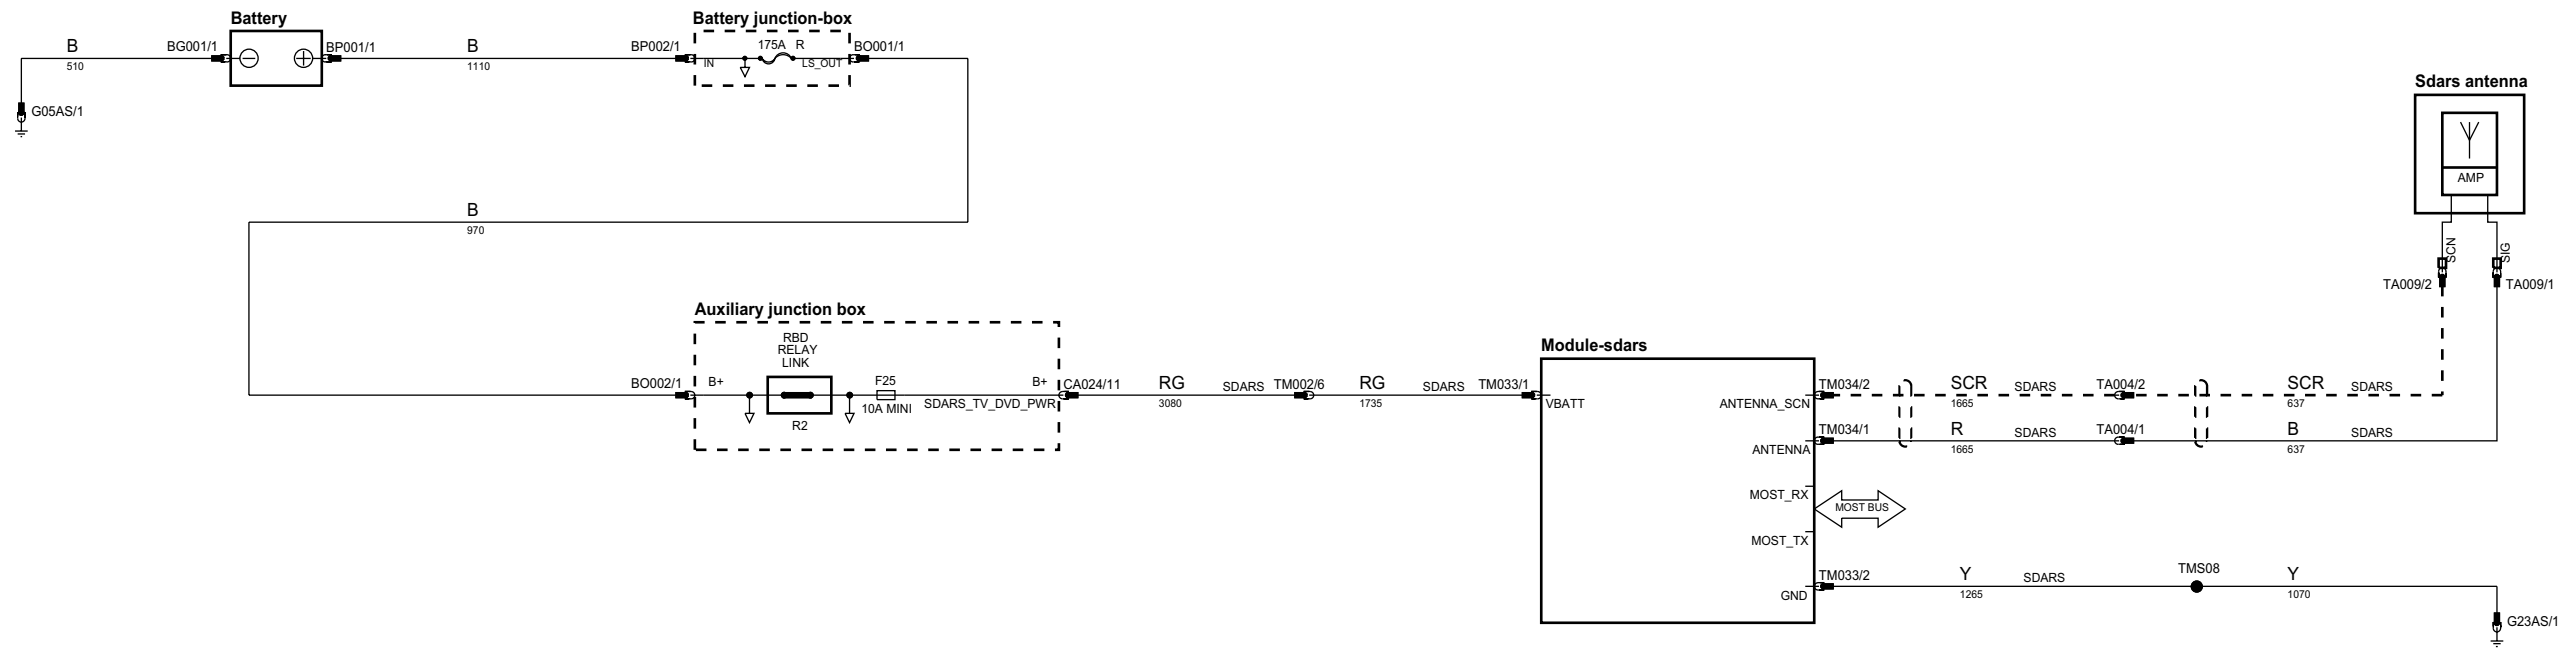 Battery
Battery junction-box
B
510
BG001/1
BP001/1
B
1110
BP002/1
175A R
IN
LS_OUT
BO001/1
G05AS/1
Sdars antenna
AMP
SCN
SIG
TA009/2
TA009/1
B
970
Auxiliary junction box
RBD
RELAY
LINK
BO002/1
B+
F25
10A MINI
R2
B+
SDARS_TV_DVD_PWR
CA024/11
RG
3080
SDARS
TM002/6
RG
1735
SDARS
TM033/1
Module-sdars
VBATT
ANTENNA_SCN
TM034/2
SCR
1665
SDARS
TA004/2
SCR
637
SDARS
ANTENNA
TM034/1
R
1665
SDARS
TA004/1
B
637
SDARS
MOST_RX
MOST BUS
MOST_TX
GND
TM033/2
Y
1265
SDARS
TMS08
Y
1070
G23AS/1